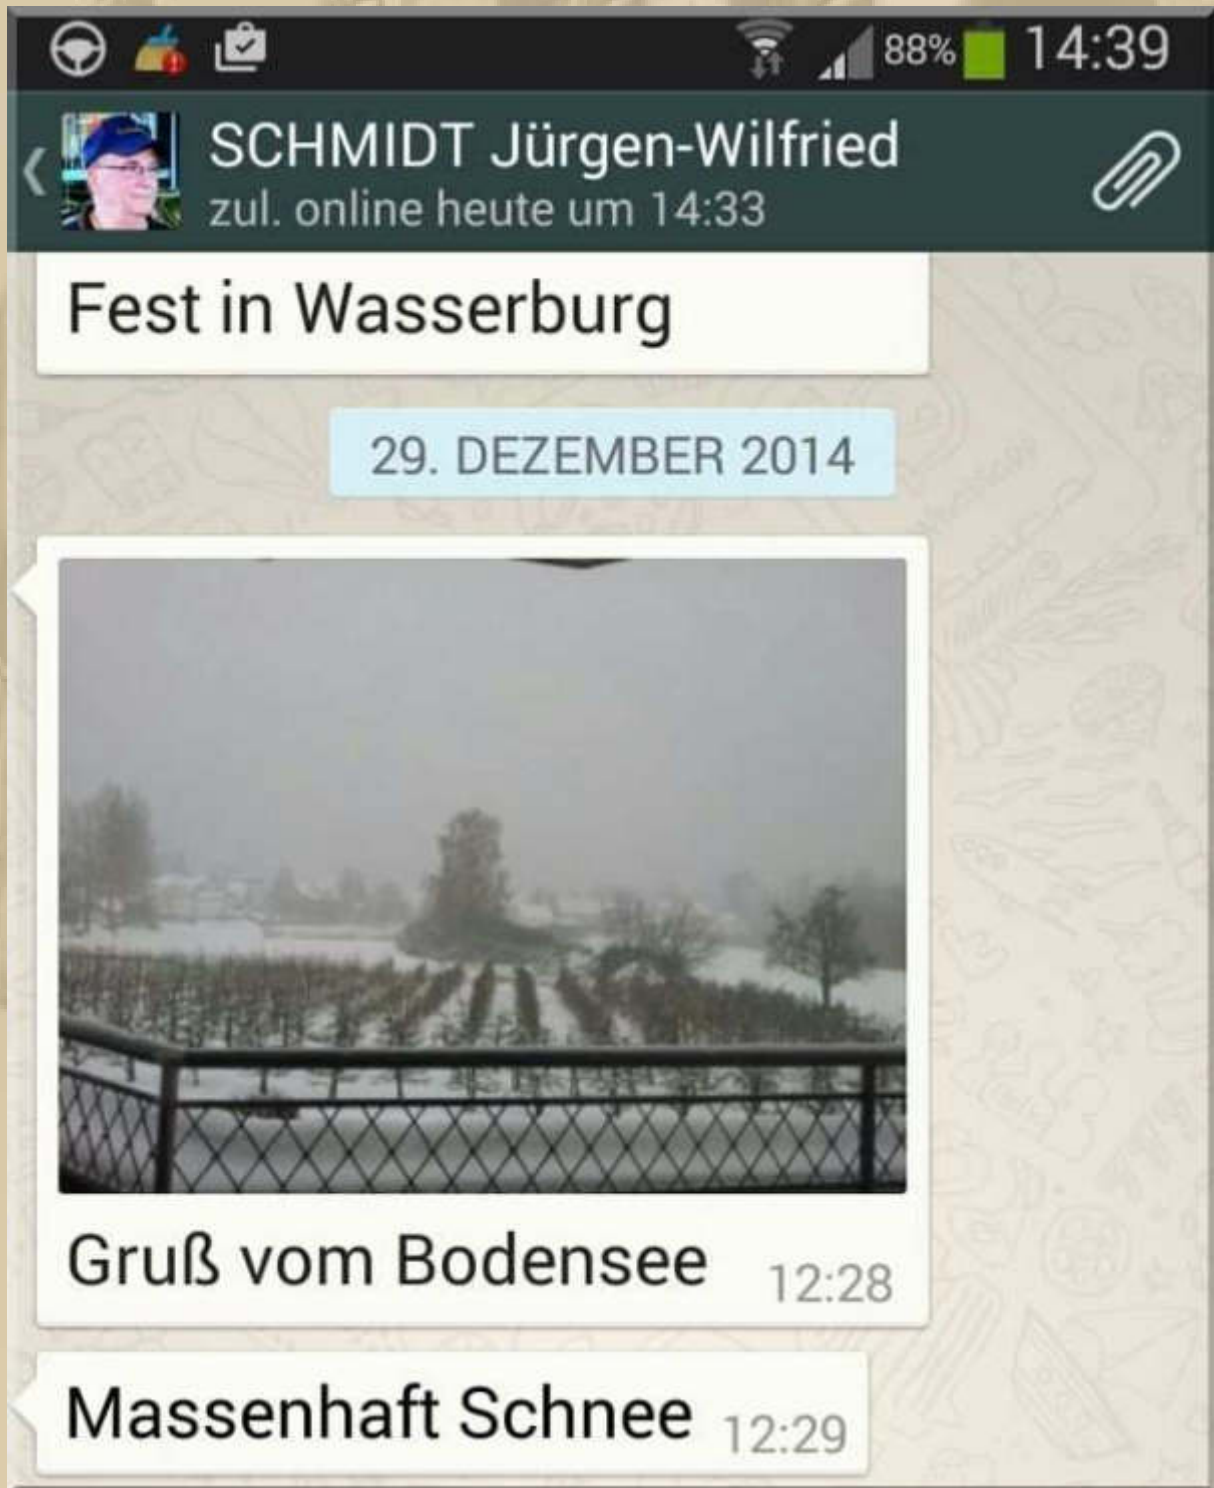 88% 14:39
SCHMIDT Jürgen-Wilfried
zul. online heute um 14:33
Fest in Wasserburg
29. DEZEMBER 2014
Gruß vom Bodensee 12:28
Massenhaft Schnee 12:29